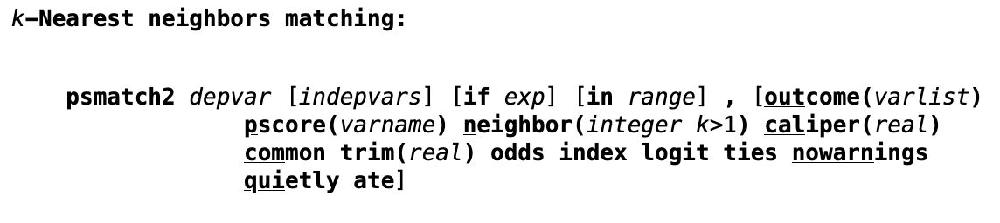 k-Nearest neighbors matching:
psmatch2 depvar [indepvars] [if exp] [in range] , [outcome(varlist)
pscore(varname) neighbor(integer k>1) caliper(real)
common trim(real) odds index logit ties nowarnings
quietly ate]